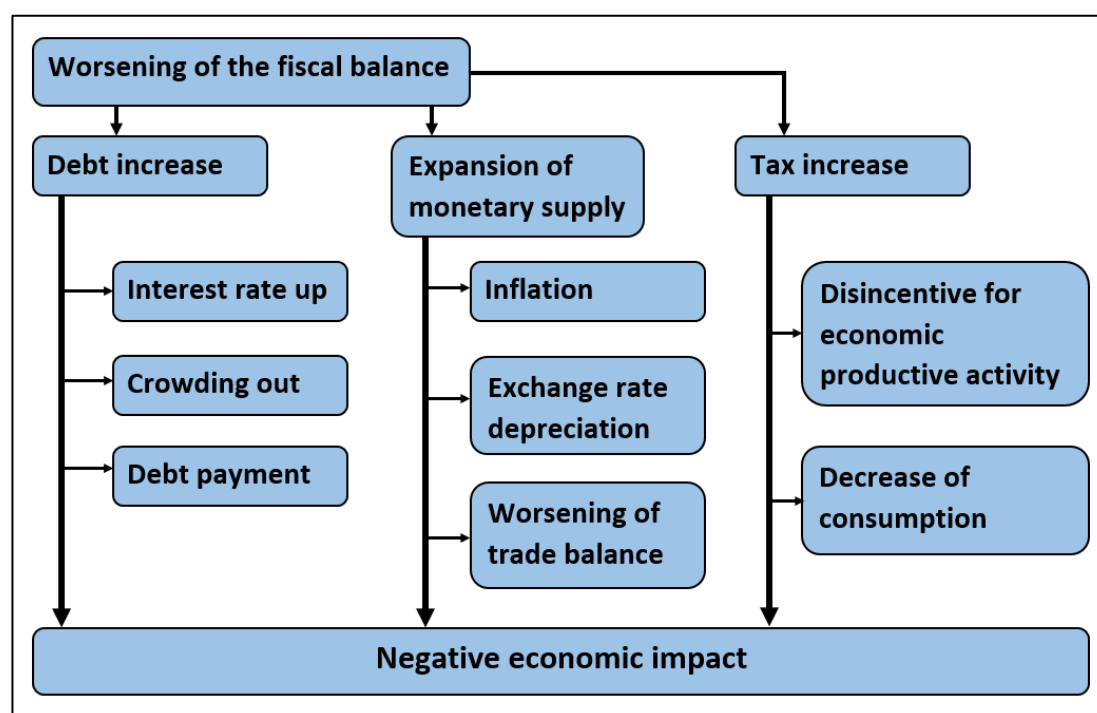 Worsening of the fiscal balance
Debt increase
Expansion of
monetary supply
Tax increase
Interest rate up
Crowding out
Debt payment
Inflation
Exchange rate
depreciation
Worsening of
trade balance
Disincentive for
economic
productive activity
Decrease of
consumption
Negative economic impact